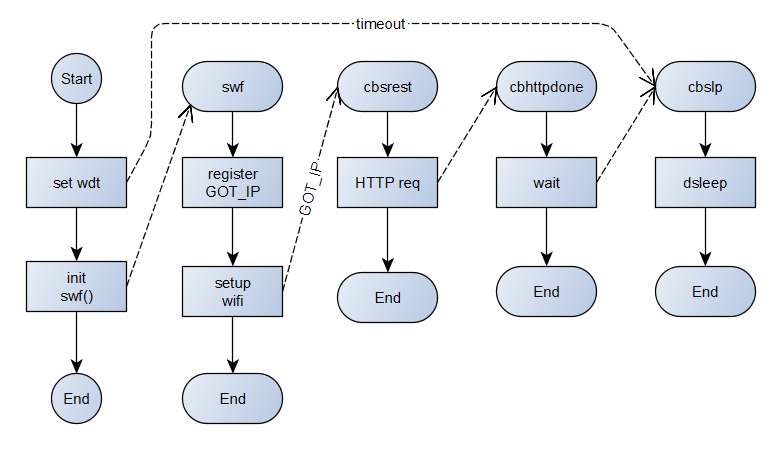 timeout
Start
set wdt
init
swf()
End
swf
register
GOT_IP
setup
wifi
End
GOT_IP
cbsrest
HTTP req
End
cbhttpdone
wait
End
cbslp
dsleep
End